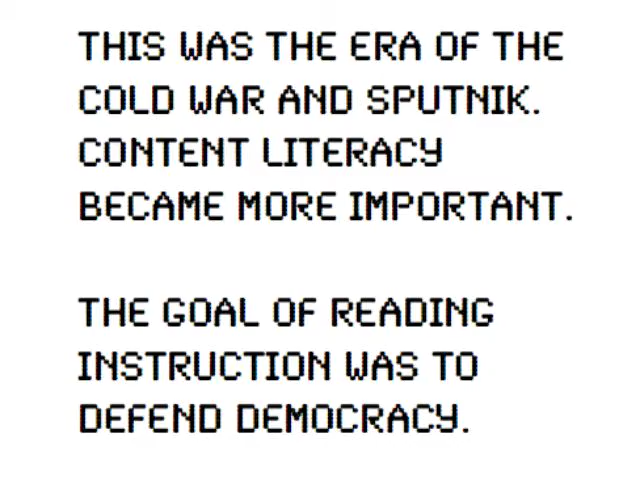 THIS WAS THE ERA OF THE
COLD WAR AND SPUTNIK.
CONTENT LITERACY
BECAME MORE IMPORTANT.
THE GOAL OF READING
INSTRUCTION WAS TO
DEFEND DEMOCRACY.